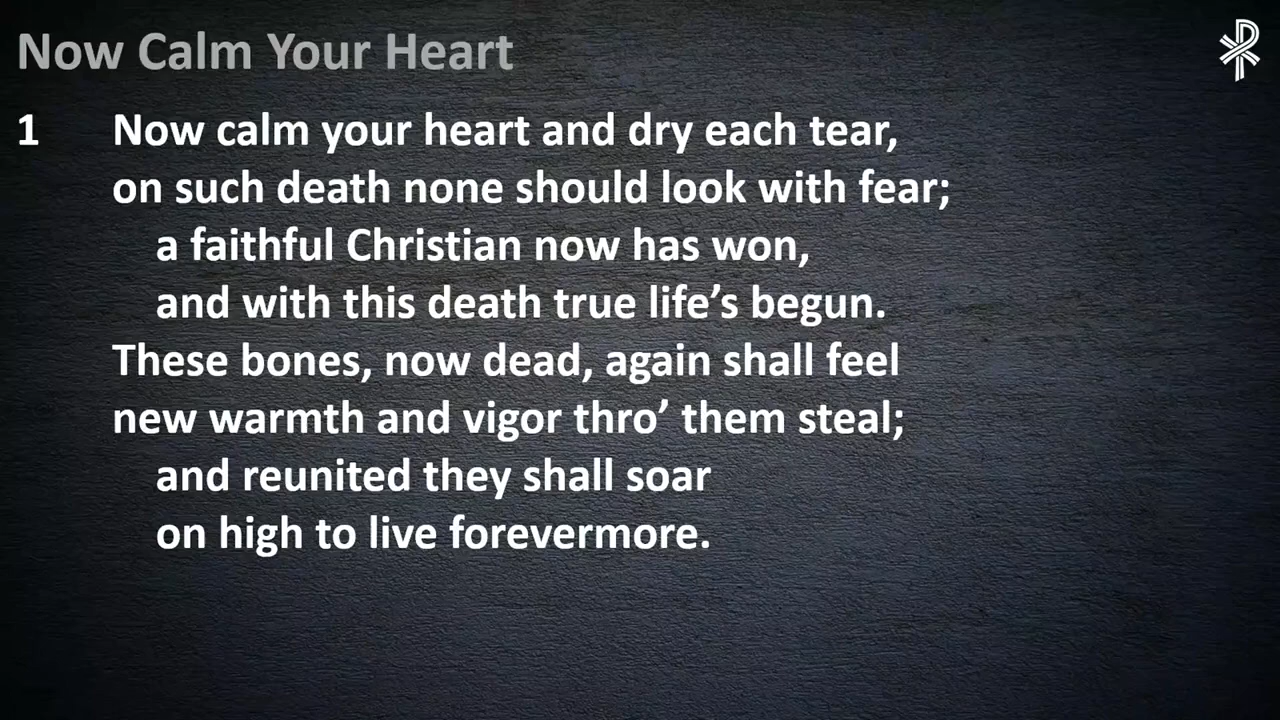 Now Calm Your Heart
1 Now calm your heart and dry each tear,
on such death none should look with fear;
a faithful Christian now has won,
and with this death true life’s begun.
These bones, now dead, again shall feel
new warmth and vigor thro’ them steal;
and reunited they shall soar
on high to live forevermore.